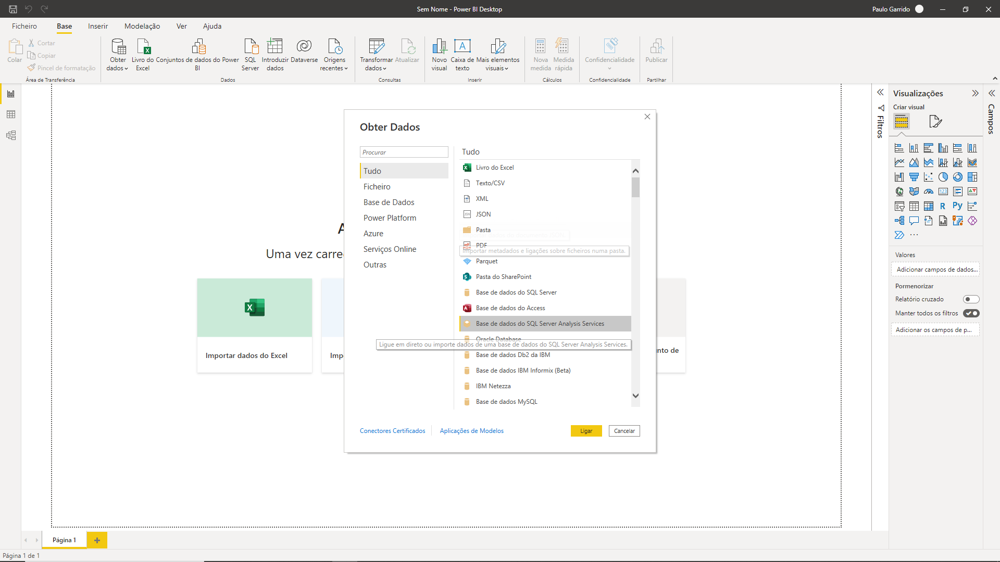 Sem Nome - Power BI Desktop
Paulo Garrido
Ficheiro
Base
Inserir
Modelação
Ver
Ajuda
Colar
Cortar
Copiar
Pincel de formatação
Área de Transferência
Obter dados
Livro do Excel
Conjuntos de dados do Power BI
SQL Server
Introduzir dados
Dataverse
Origens recentes
Dados
Transformar dados
Atualizar
Consultas
Novo visual
Caixa de texto
Mais elementos visuais
Inserir
Nova medida
Medida rápida
Cálculos
Confidencialidade
Confidencialidade
Publicar
Partilhar
Filtros
Visualizações
Criar visual
Campos
123
R
Py
Valores
Adicionar campos de dados...
Pormenorizar
Relatório cruzado
Manter todos os filtros
Adicionar os campos de p...
A
Uma vez carre
Importar dados do Excel
Imp
nto de
Obter Dados
Procurar
Tudo
Ficheiro
Base de Dados
Power Platform
Azure
Serviços Online
Outras
Tudo
Livro do Excel
Texto/CSV
XML
JSON
Pasta
Importar dados do documento JSON.
PDF
Importar metadados e ligações sobre ficheiros numa pasta.
Parquet
Pasta do SharePoint
Base de dados do SQL Server
Base de dados do Access
Base de dados do SQL Server Analysis Services
Oracle Database
Ligue em direto ou importe dados de uma base de dados do SQL Server Analysis Services.
Base de dados Db2 da IBM
Base de dados IBM Informix (Beta)
IBM Netezza
Base de dados MySQL
Conectores Certificados
Aplicações de Modelos
Ligar
Cancelar
Página 1
Página 1 de 1